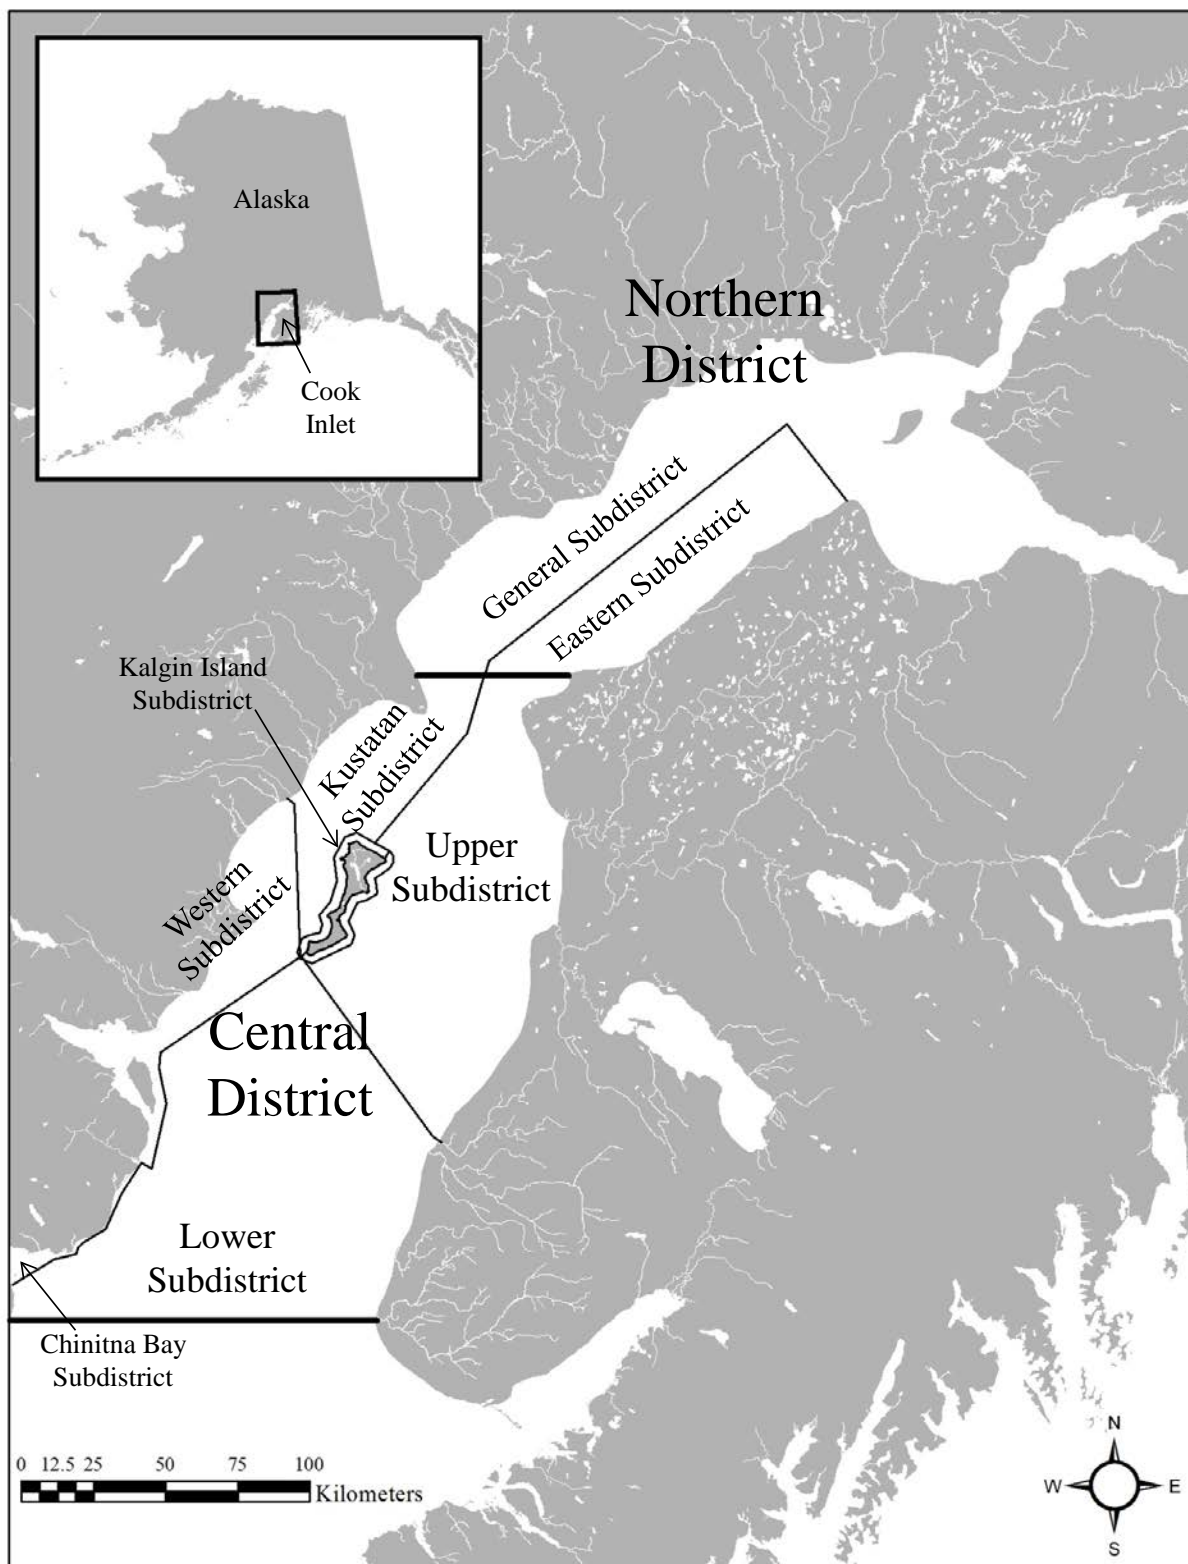 Alaska
Cook
Inlet
Northern
District
General Subdistrict
Eastern Subdistrict
Kalgin Island
Subdistrict
Kustatan
Subdistrict
Upper
Subdistrict
Western
Subdistrict
Central
District
Lower
Subdistrict
Chinitna Bay
Subdistrict
0 12.5 25 50 75 100
Kilometers
N
W E
S